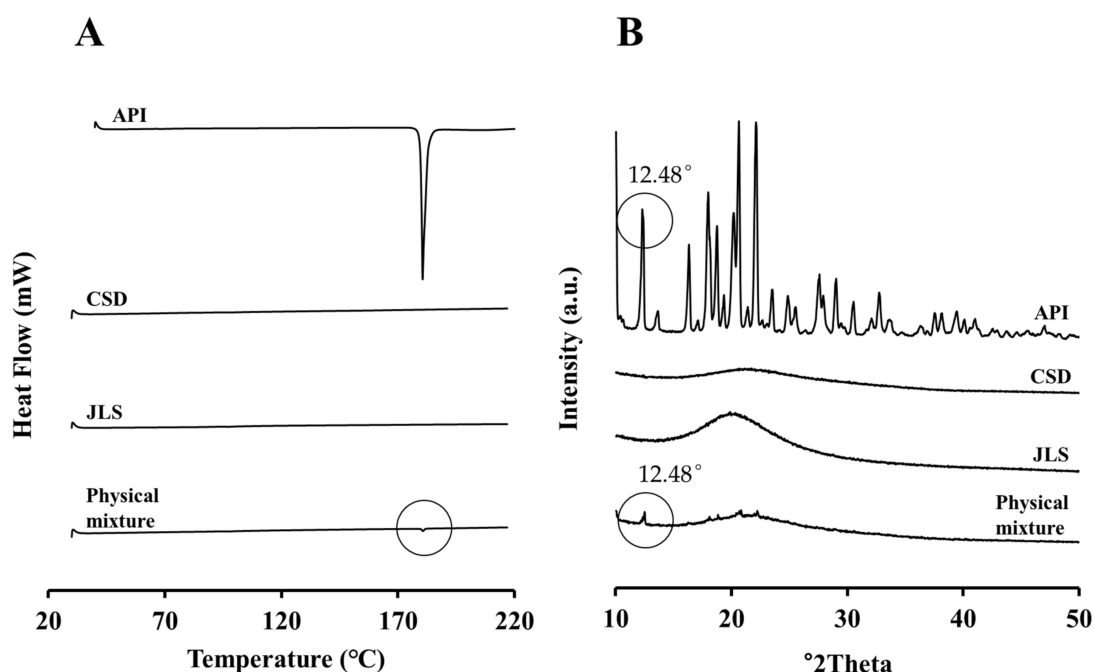 A
API
CSD
JLS
Physical
mixture
Heat Flow (mW)
20 70 120 170 220
Temperature (°C)
B
12.48°
API
CSD
JLS
12.48°
Physical
mixture
Intensity (a.u.)
10 20 30 40 50
°2Theta